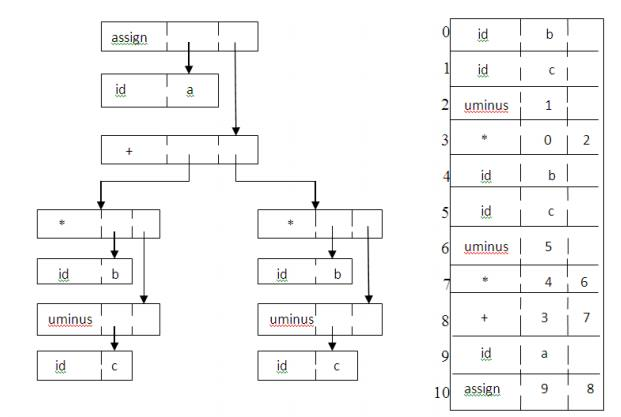 assign
id a
+
* *
id b id b
uminus uminus
id c id c
0 id b
1 id c
2 uminus 1
3 * 0 2
4 id b
5 id c
6 uminus 5
7 * 4 6
8 + 3 7
9 id a
10 assign 9 8